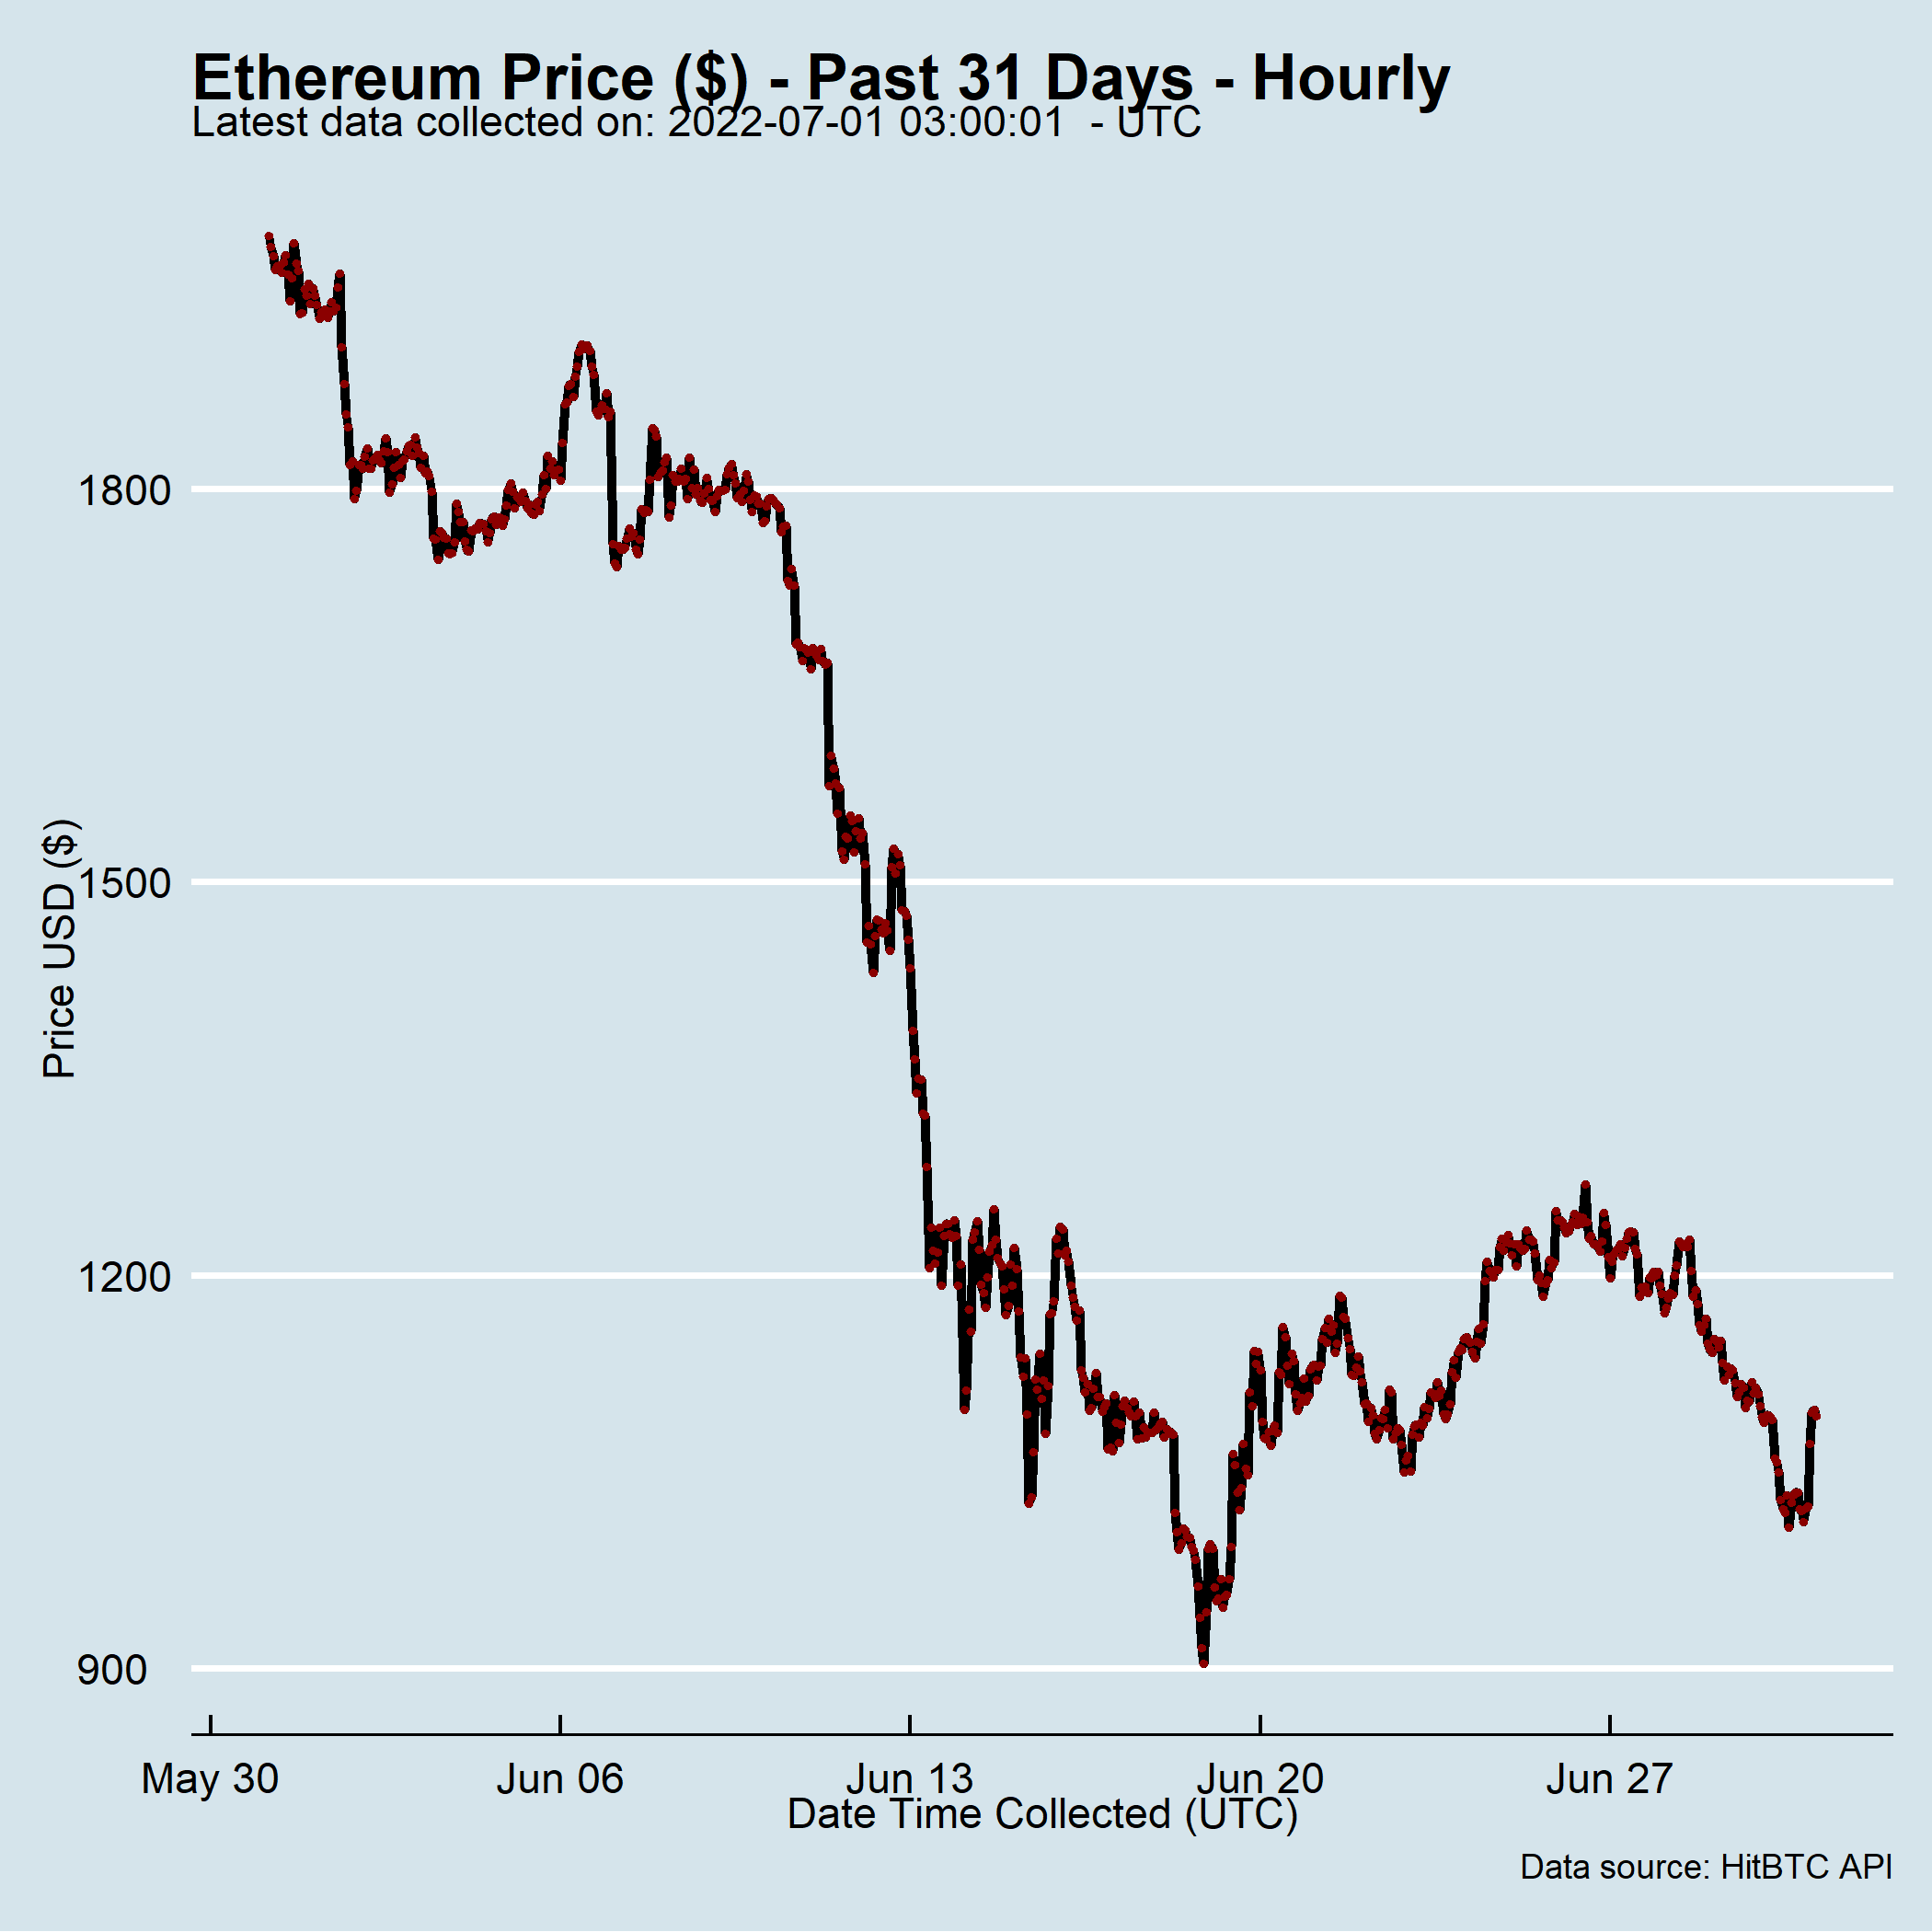 Ethereum Price ($) - Past 31 Days - Hourly
Latest data collected on: 2022-07-01 03:00:01  - UTC
Price USD ($)
1800
1500
1200
900
May 30
Jun 06
Jun 13
Jun 20
Jun 27
Date Time Collected (UTC)
Data source: HitBTC API